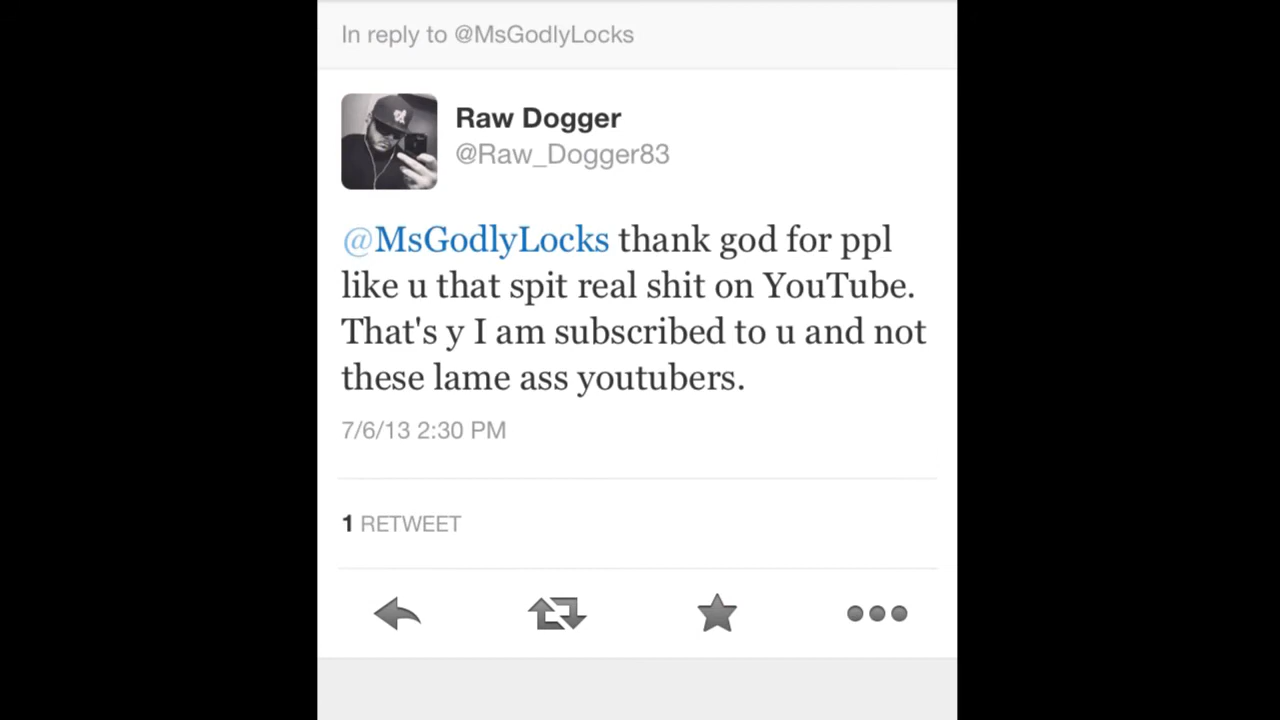 In reply to @MsGodlyLocks
Raw Dogger
@Raw_Dogger83
@MsGodlyLocks thank god for ppl
like u that spit real shit on YouTube.
That's y I am subscribed to u and not
these lame ass youtubers.
7/6/13 2:30 PM
1 RETWEET